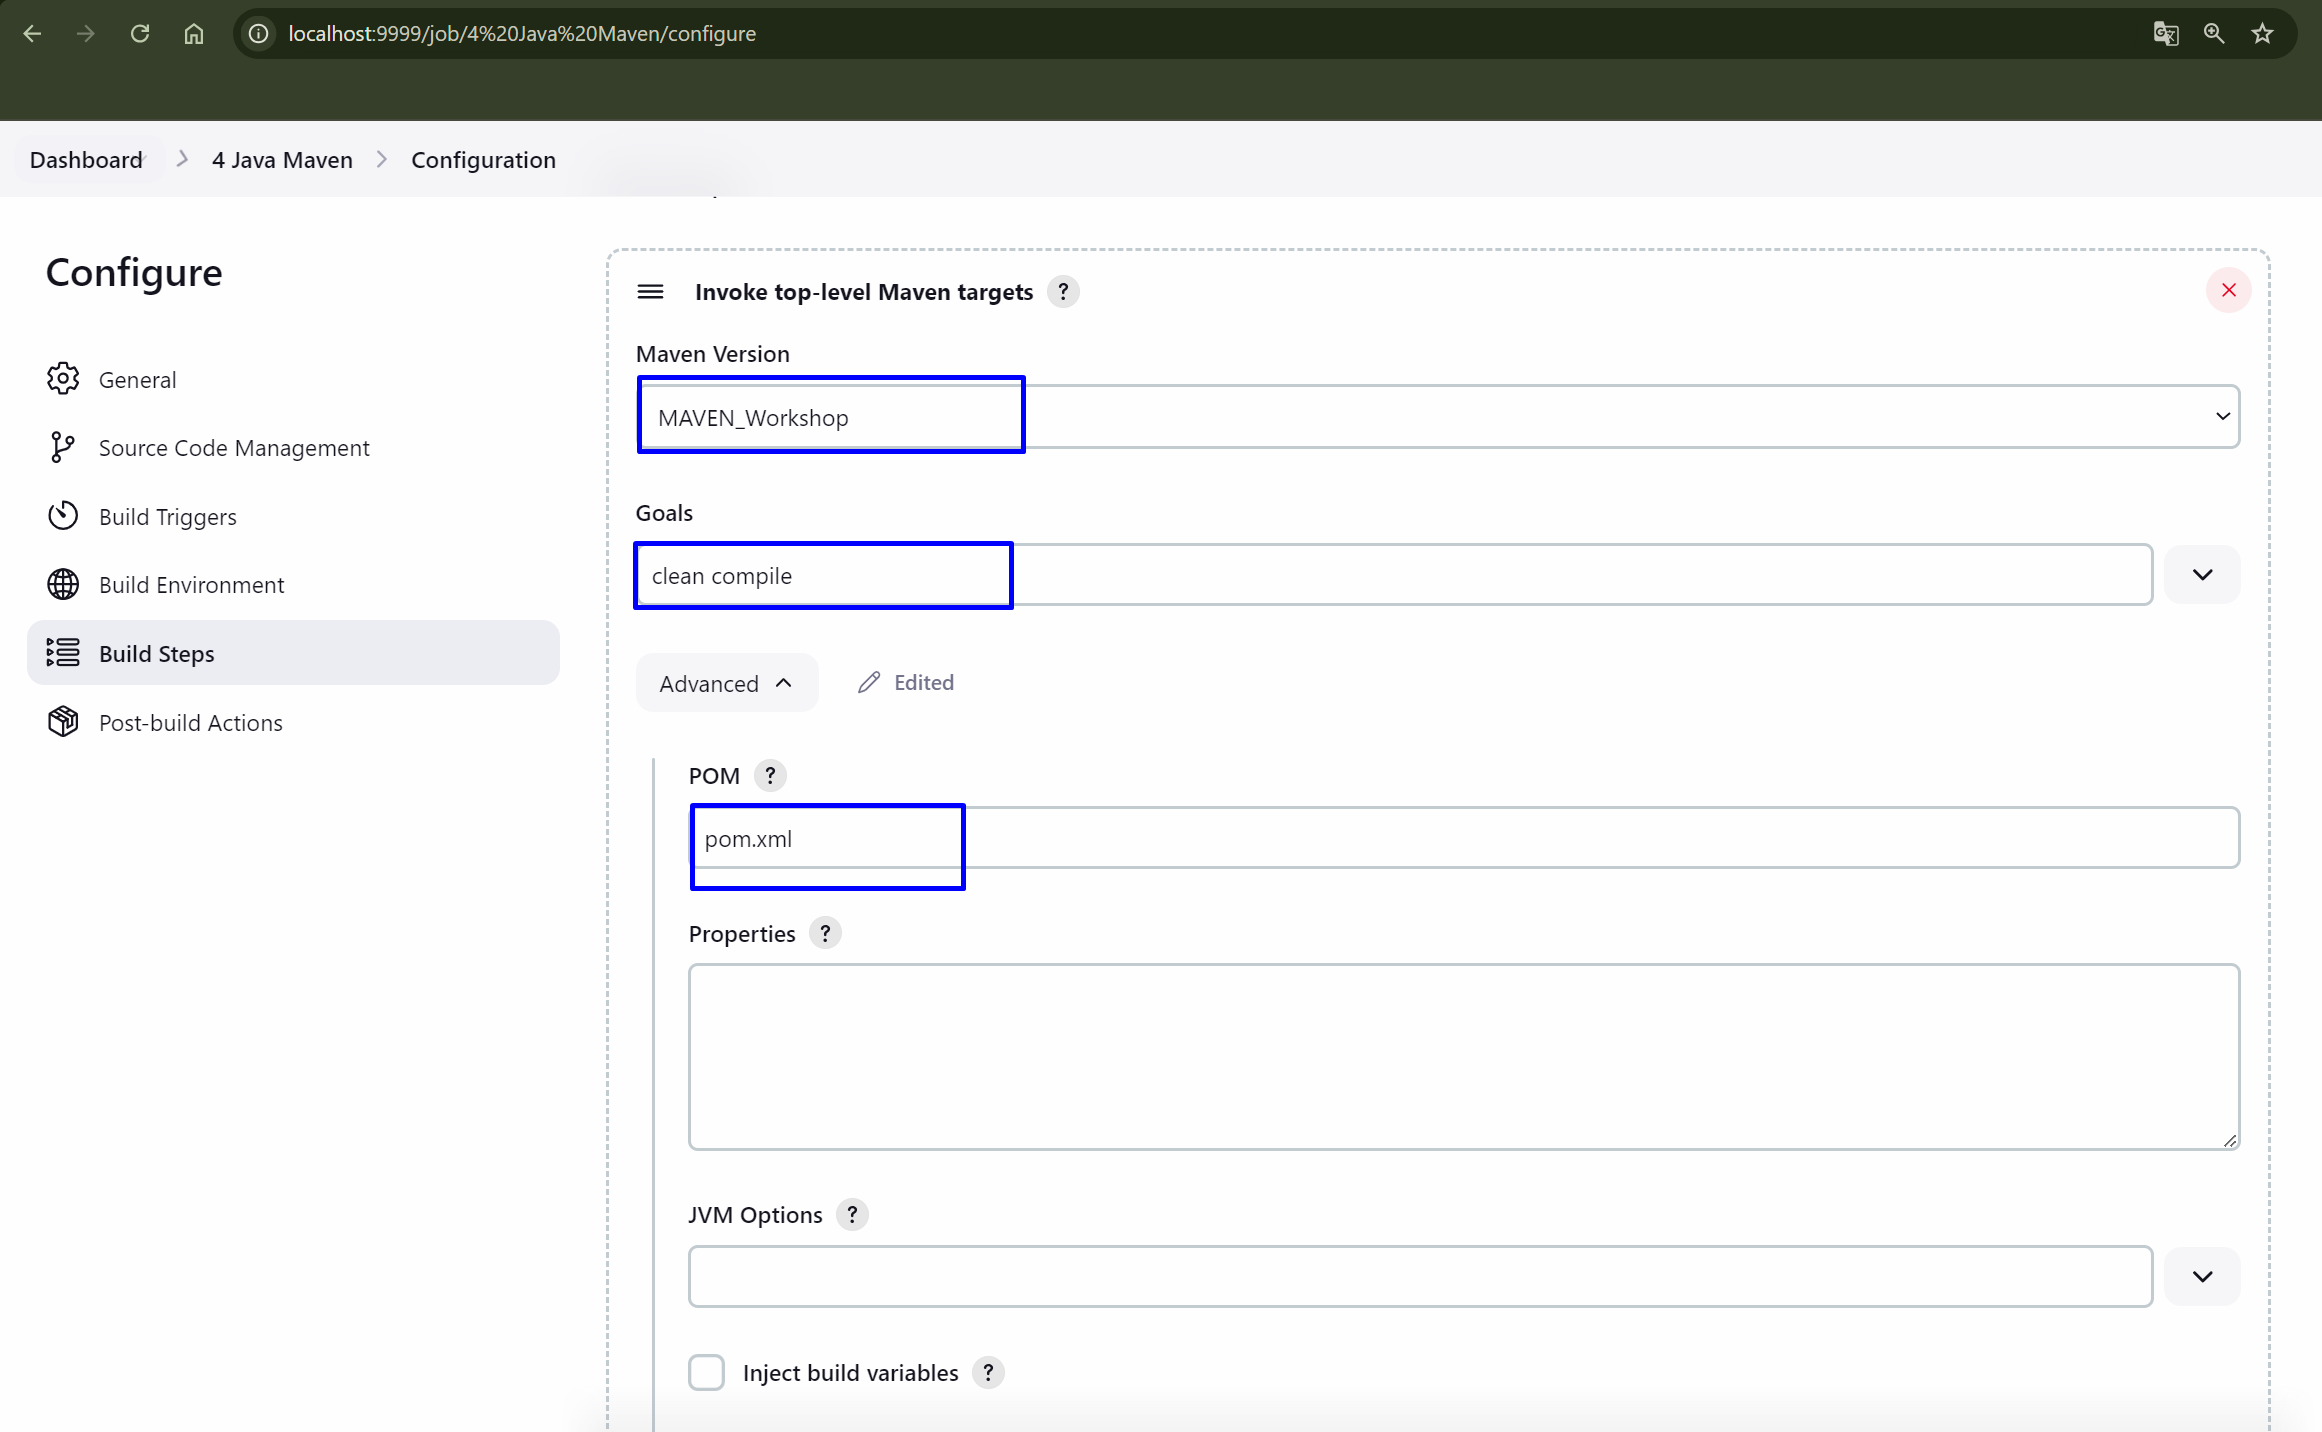 localhost:9999/job/4%20Java%20Maven/configure
Dashboard
4 Java Maven
Configuration
Configure
General
Source Code Management
Build Triggers
Build Environment
Build Steps
Post-build Actions
Invoke top-level Maven targets ?
Maven Version
MAVEN_Workshop
Goals
clean compile
Advanced
Edited
POM ?
pom.xml
Properties ?
JVM Options ?
Inject build variables ?